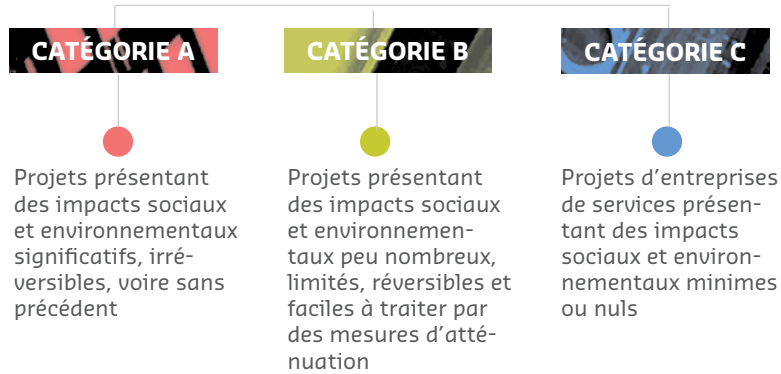 CATÉGORIE A
Projets présentant
des impacts sociaux
et environnementaux
significatifs, irré-
versibles, voire sans
précédent
CATÉGORIE B
Projets présentant
des impacts sociaux
et environnemen-
taux peu nombreux,
limités, réversibles et
faciles à traiter par
des mesures d'atté-
nuation
CATÉGORIE C
Projets d'entreprises
de services présen-
tant des impacts
sociaux et environ-
nementaux minimes
ou nuls